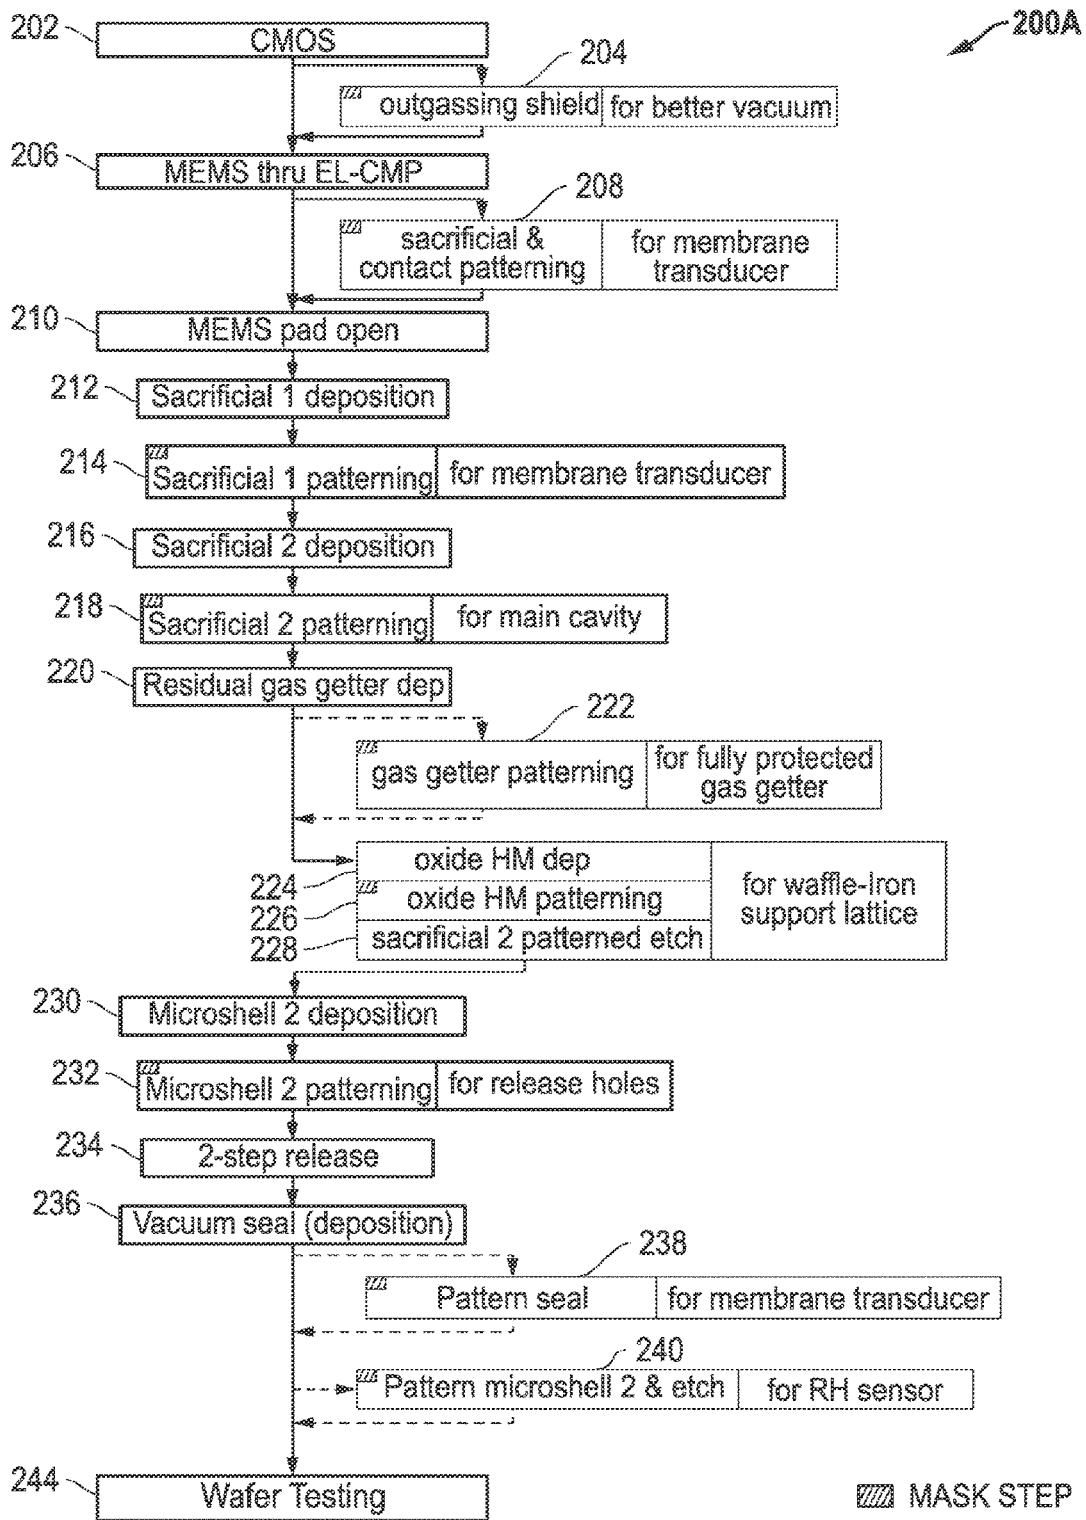 200A
202
CMOS
204
outgassing shield for better vacuum
206
MEMS thru EL-CMP
208
sacrificial &
contact patterning
for membrane
transducer
210
MEMS pad open
212
Sacrificial 1 deposition
214
Sacrificial 1 patterning for membrane transducer
216
Sacrificial 2 deposition
218
Sacrificial 2 patterning for main cavity
220
Residual gas getter dep
222
gas getter patterning
for fully protected
gas getter
224
oxide HM dep
226
oxide HM patterning
228
sacrificial 2 patterned etch
for waffle-Iron
support lattice
230
Microshell 2 deposition
232
Microshell 2 patterning for release holes
234
2-step release
236
Vacuum seal (deposition)
238
Pattern seal for membrane transducer
240
Pattern microshell 2 & etch for RH sensor
244
Wafer Testing
MASK STEP